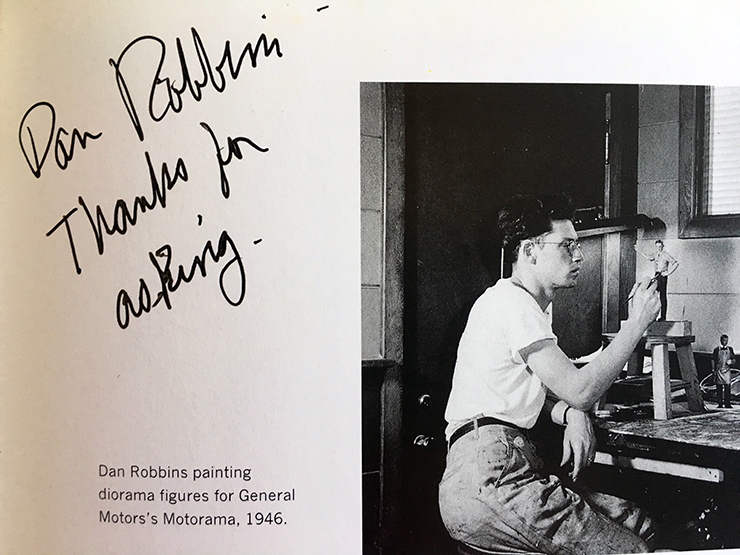 Dan Robbins -
Thanks for
asking.
Dan Robbins painting
diorama figures for General
Motors's Motorama, 1946.